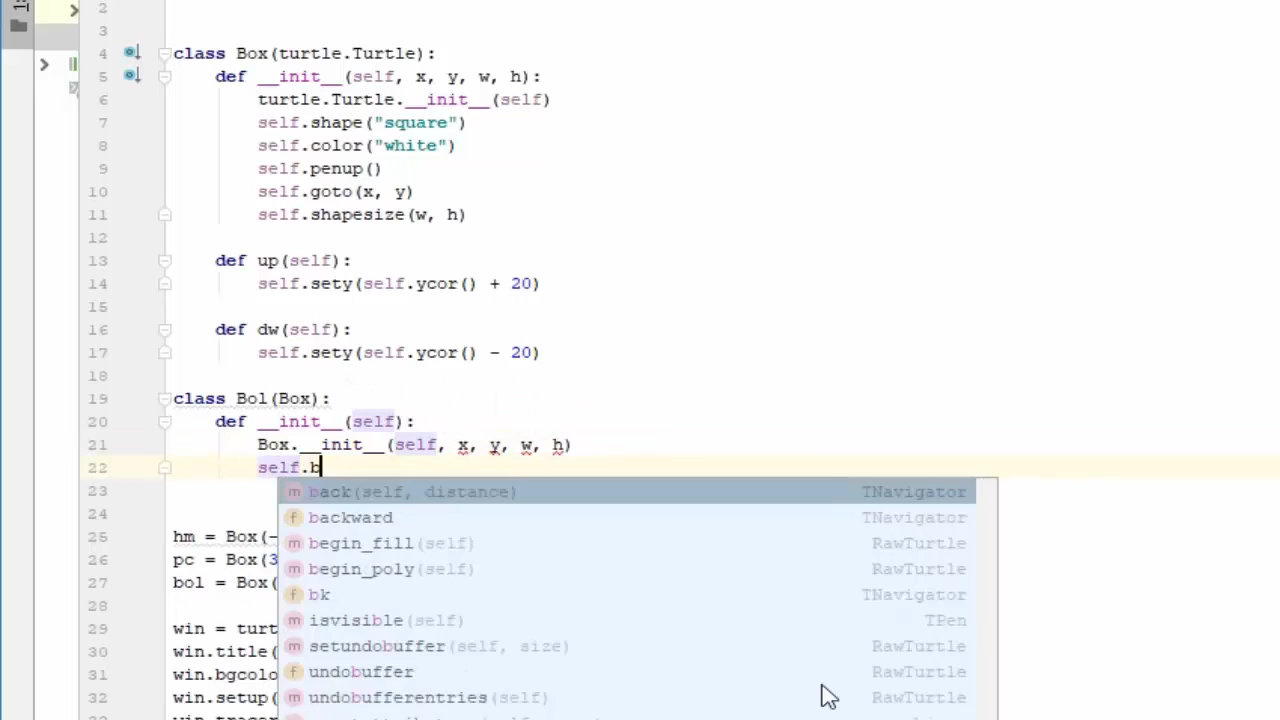 2
3
4 class Box(turtle.Turtle):
5 def __init__(self, x, y, w, h):
6 turtle.Turtle.__init__(self)
7 self.shape("square")
8 self.color("white")
9 self.penup()
10 self.goto(x, y)
11 self.shapesize(w, h)
12
13 def up(self):
14 self.sety(self.ycor() + 20)
15
16 def dw(self):
17 self.sety(self.ycor() - 20)
18
19 class Bol(Box):
20 def __init__(self):
21 Box.__init__(self, x, y, w, h)
22 self.b
23 back(self, distance) TNavigator
24 backward TNavigator
25 hm = Box(- begin_fill(self) RawTurtle
26 pc = Box(3 begin_poly(self) RawTurtle
27 bol = Box( bk TNavigator
28 isvisible(self) TPen
29 win = turt setundobuffer(self, size) RawTurtle
30 win.title( undobuffer RawTurtle
31 win.bgcolo undobufferentries(self) RawTurtle
32 win.setup(